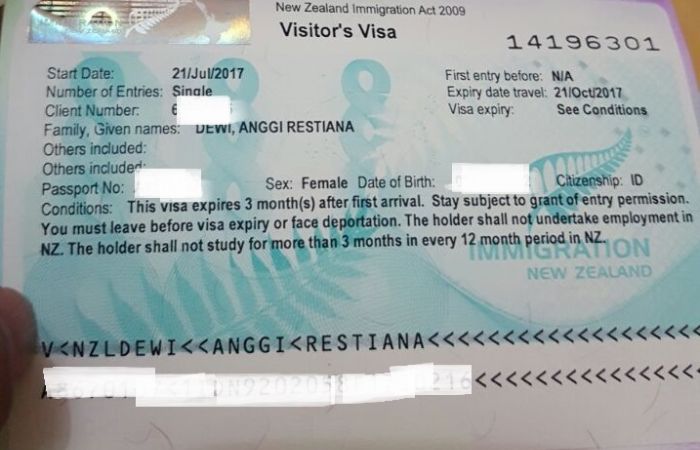 New Zealand Immigration Act 2009
Visitor's Visa
14196301
Start Date: 21/Jul/2017 First entry before: N/A
Number of Entries: Single Expiry date travel: 21/Oct/2017
Client Number: Visa expiry: See Conditions
Family, Given names: DEWI, ANGGI RESTIANA
Others included:
Others included:
Passport No: Sex: Female Date of Birth: Citizenship: ID
Conditions: This visa expires 3 month(s) after first arrival. Stay subject to grant of entry permission.
You must leave before visa expiry or face deportation. The holder shall not undertake employment in
NZ. The holder shall not study for more than 3 months in every 12 month period in NZ.
IMMIGRATION
NEW ZEALAND
V<NZLDEWI<<ANGGI<RESTIANA<<<<<<<<<<<<<<<<<<<